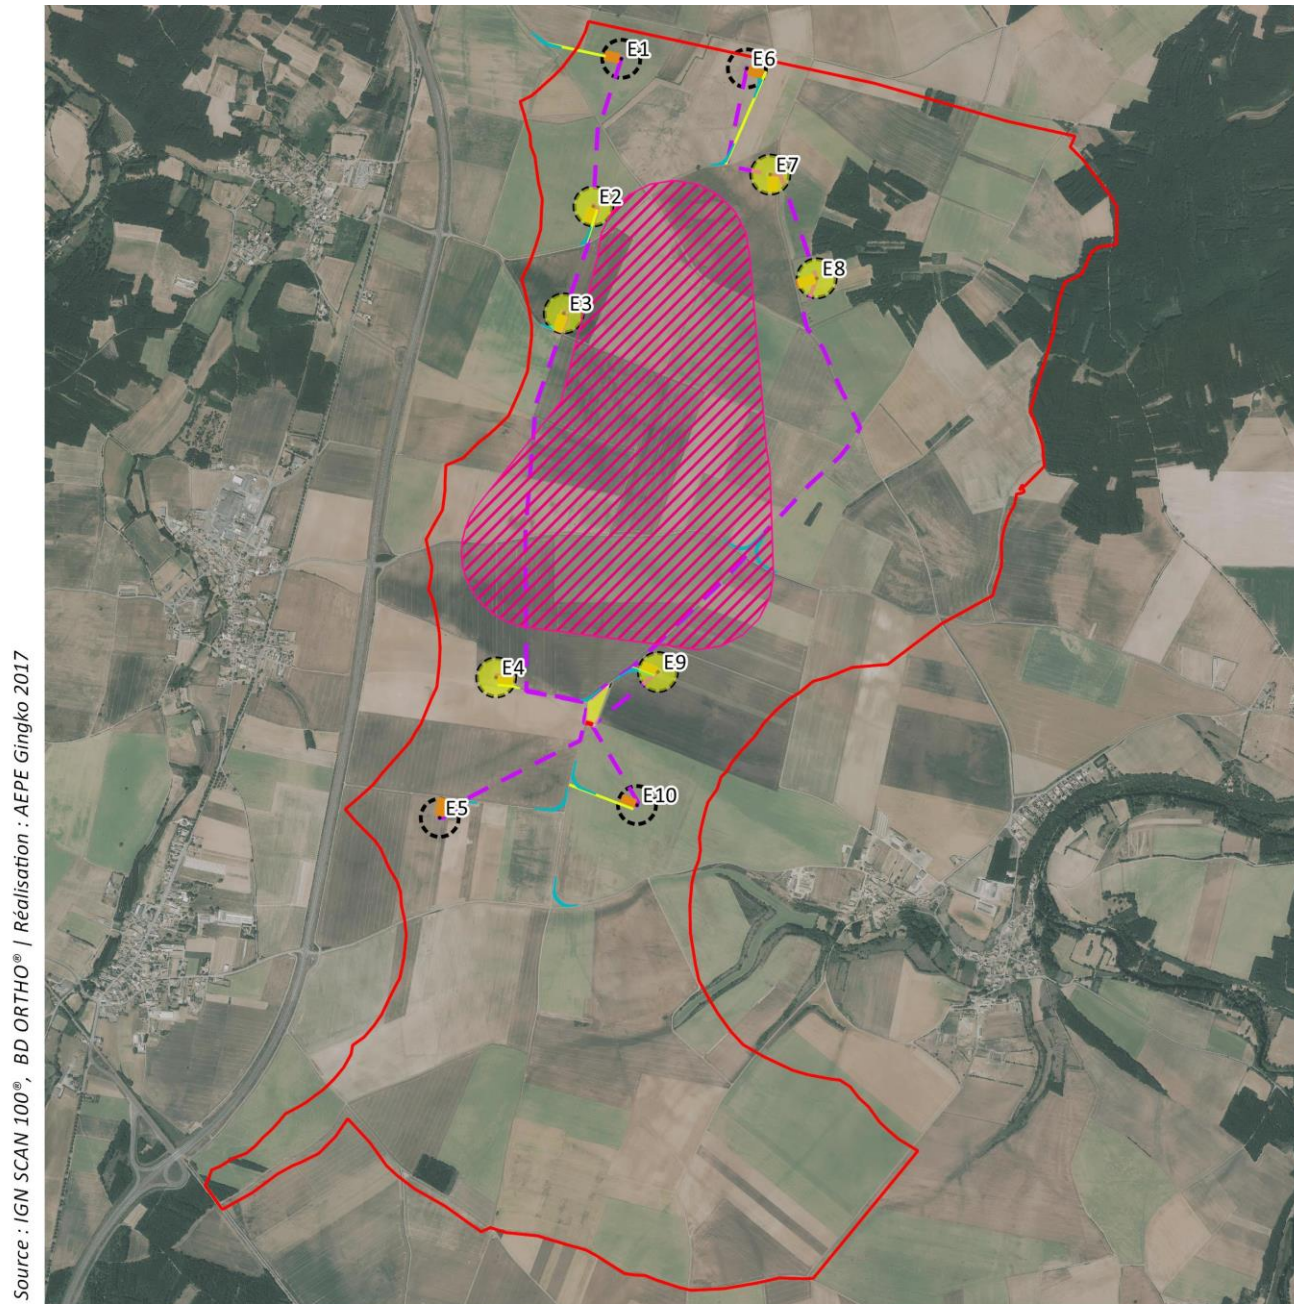 E1
E6
E7
E2
E8
E3
E4
E9
E10
E5
Source : IGN SCAN 100®, BD ORTHO® | Réalisation : AEPE Gingko 2017